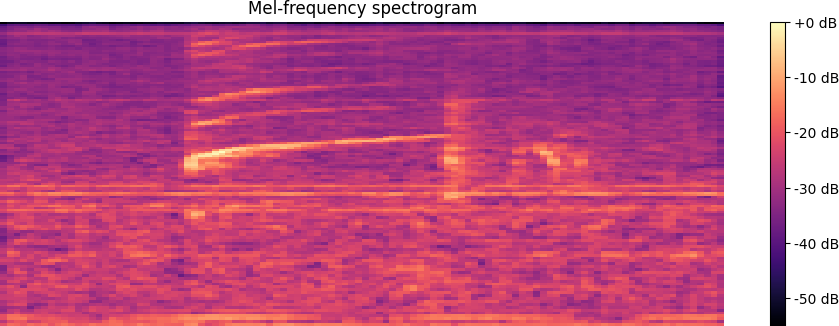 Mel-frequency spectrogram
+0 dB
-10 dB
-20 dB
-30 dB
-40 dB
-50 dB